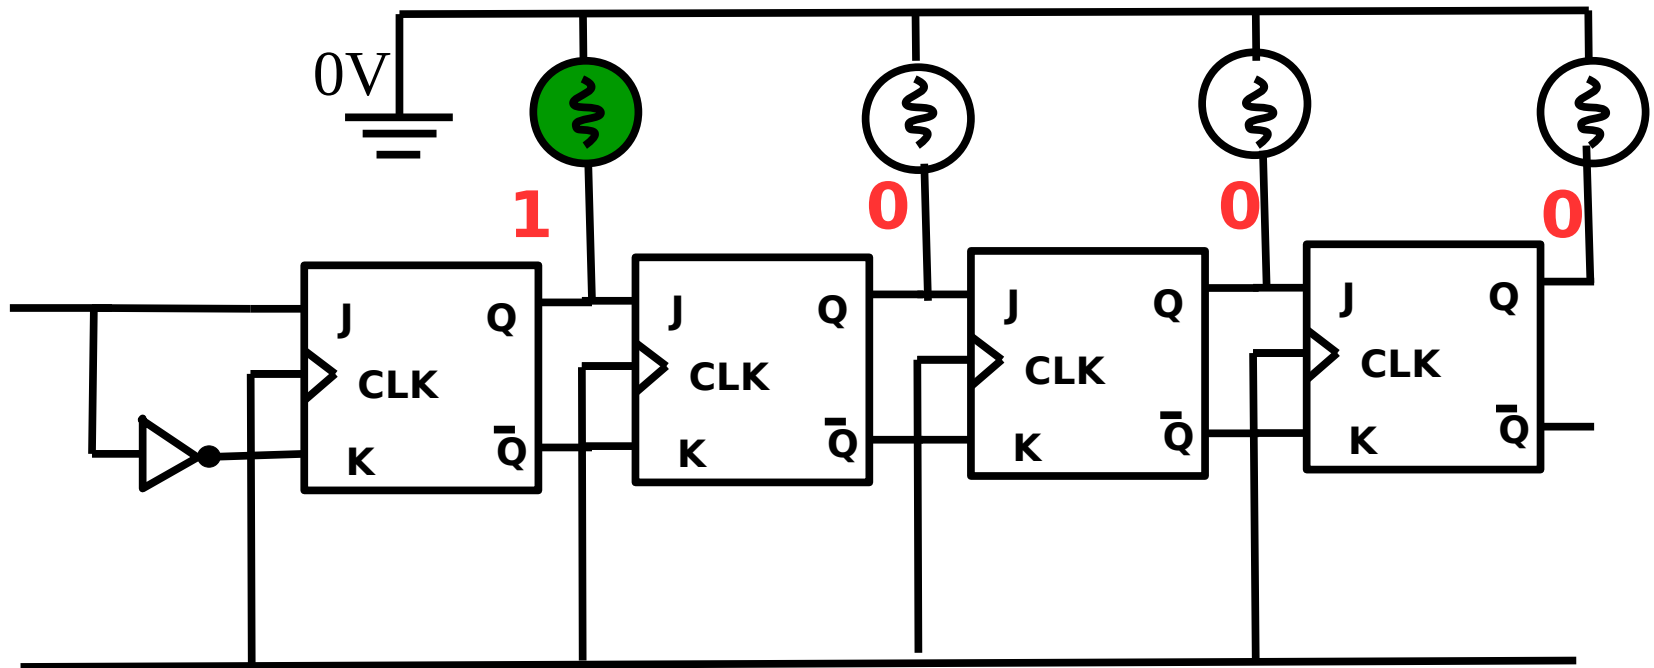 0V
1 0 0 0
J Q J Q J Q J Q
CLK CLK CLK CLK
K Q̅ K Q̅ K Q̅ K Q̅